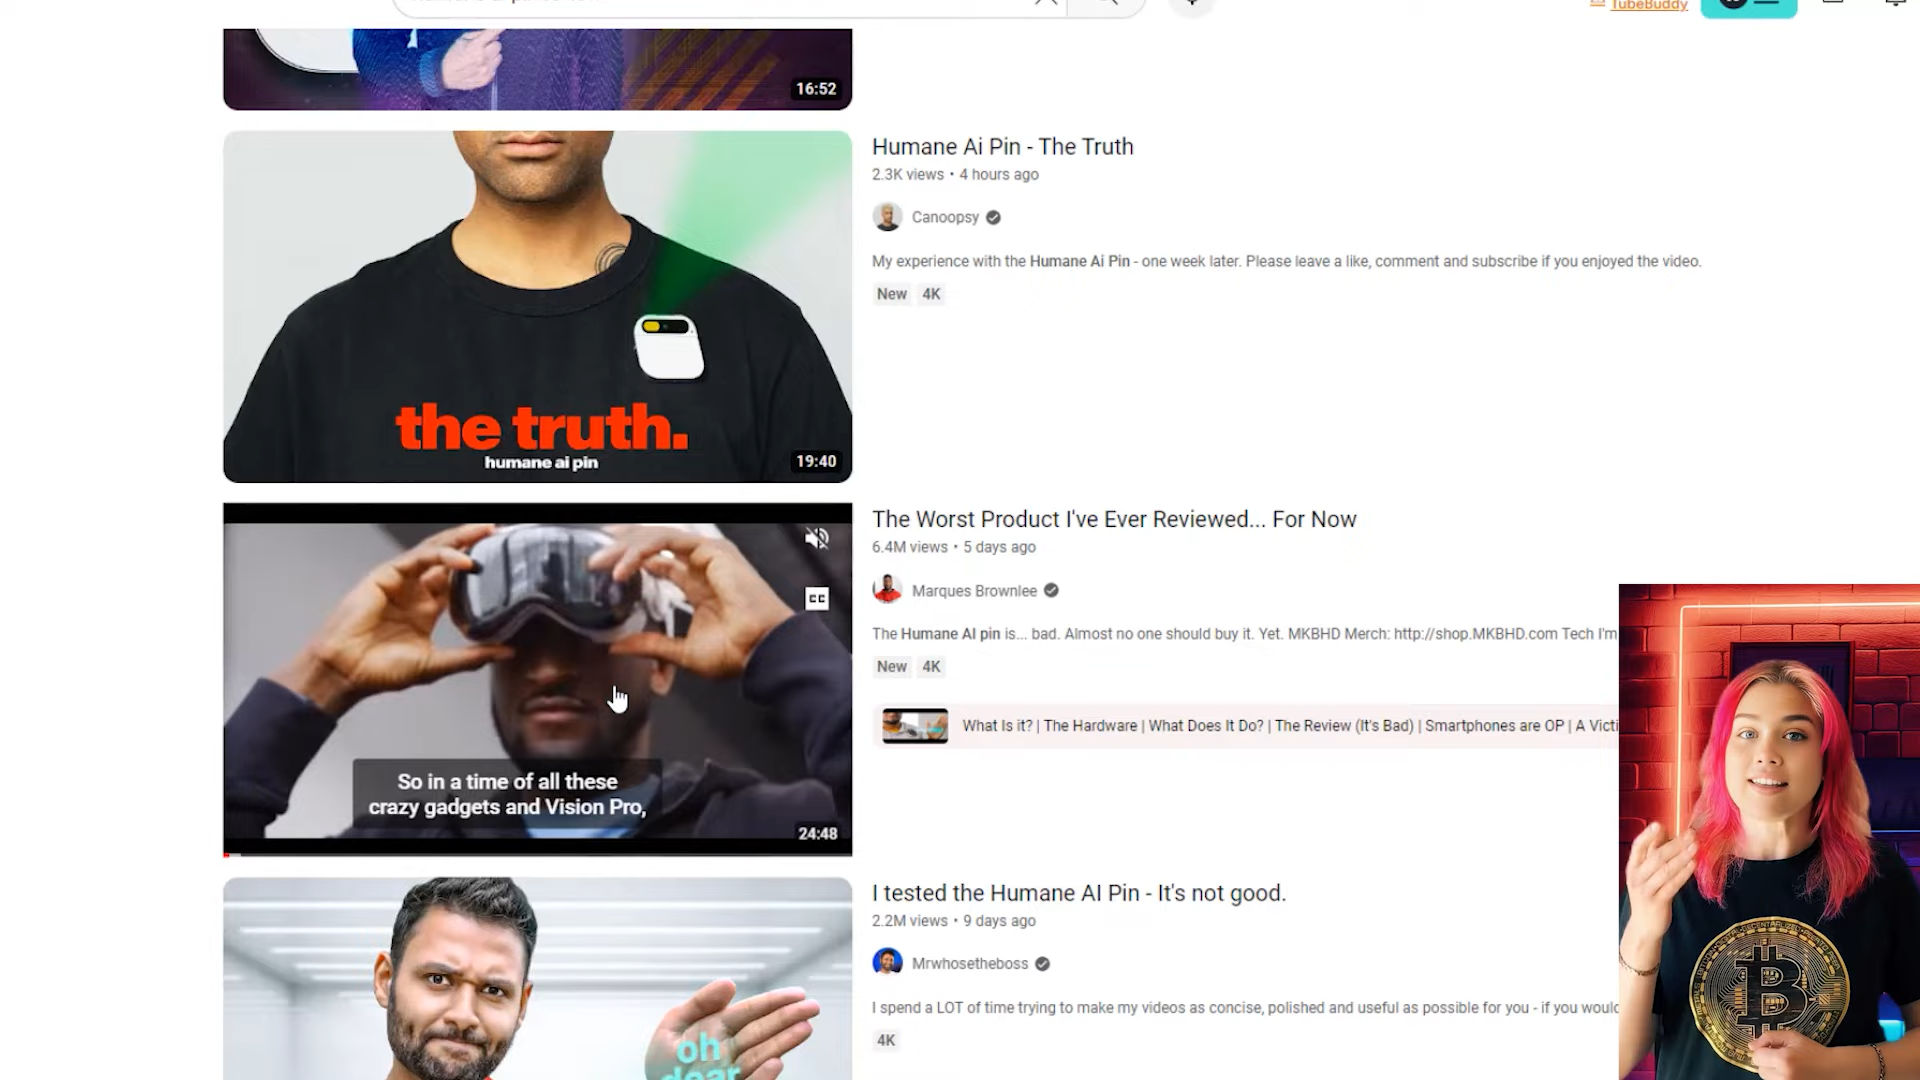 TubeBuddy
16:52
the truth.
humane ai pin
19:40
Humane Ai Pin - The Truth
2.3K views • 4 hours ago
Canoopsy
My experience with the Humane Ai Pin - one week later. Please leave a like, comment and subscribe if you enjoyed the video.
New 4K
CC
So in a time of all these
crazy gadgets and Vision Pro,
24:48
The Worst Product I've Ever Reviewed... For Now
6.4M views • 5 days ago
Marques Brownlee
The Humane AI pin is... bad. Almost no one should buy it. Yet. MKBHD Merch: http://shop.MKBHD.com Tech I'm
New 4K
What Is it? | The Hardware | What Does It Do? | The Review (It's Bad) | Smartphones are OP | A Victi
oh
dear
I tested the Humane AI Pin - It's not good.
2.2M views • 9 days ago
Mrwhosetheboss
I spend a LOT of time trying to make my videos as concise, polished and useful as possible for you - if you would
4K